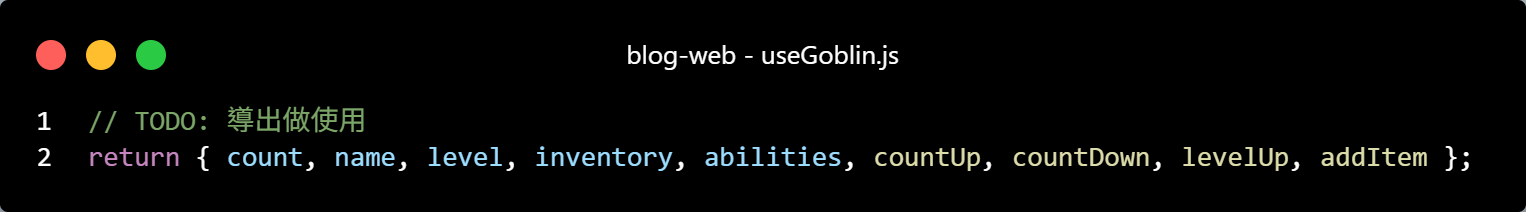 blog-web - useGoblin.js
1 // TODO: 導出做使用
2 return { count, name, level, inventory, abilities, countUp, countDown, levelUp, addItem };